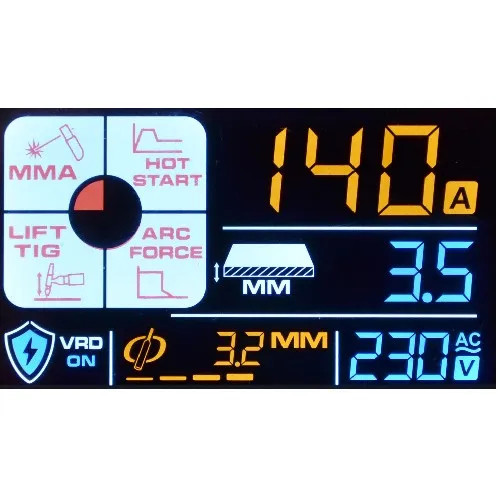 MMA
HOT
START
LIFT
TIG
ARC
FORCE
140 A
MM 3.5
VRD
ON
3.2 MM
230 AC
V